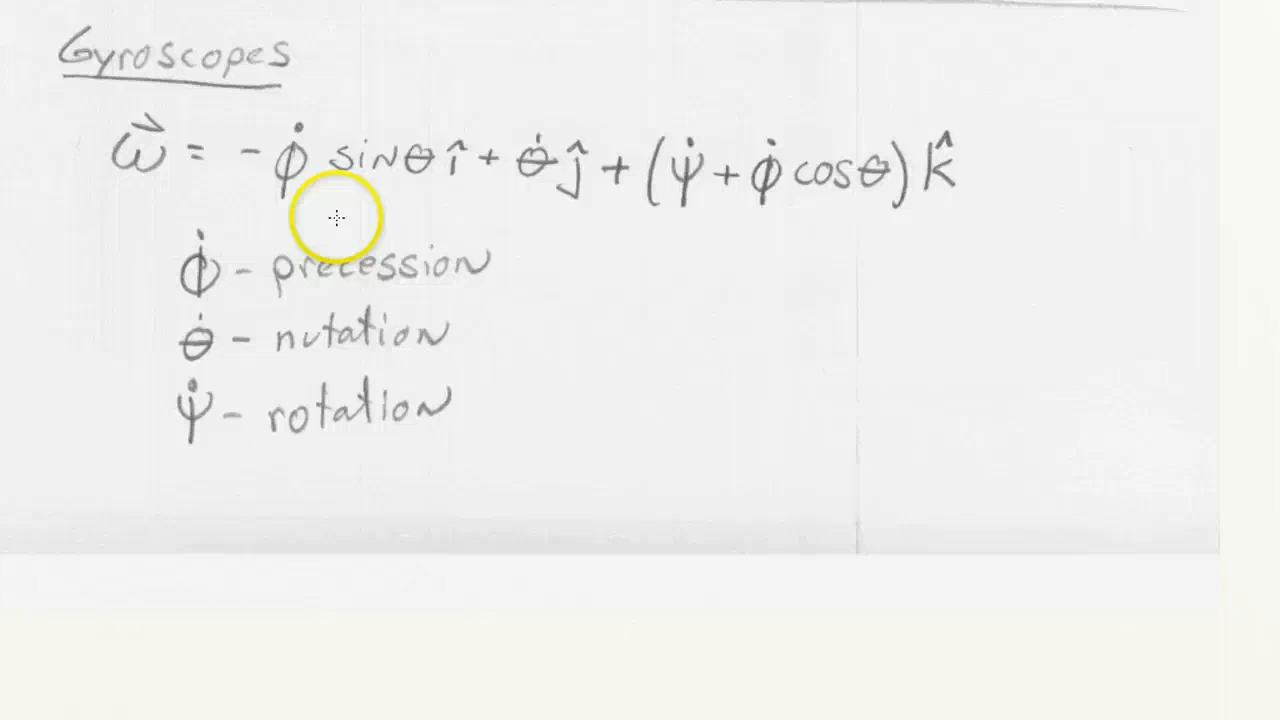 Gyroscopes
ω⃗ = - φ̇ sinθ î + θ̇ ĵ + (ψ̇ + φ̇ cosθ) k̂
φ̇ - precession
θ̇ - nutation
ψ̇ - rotation